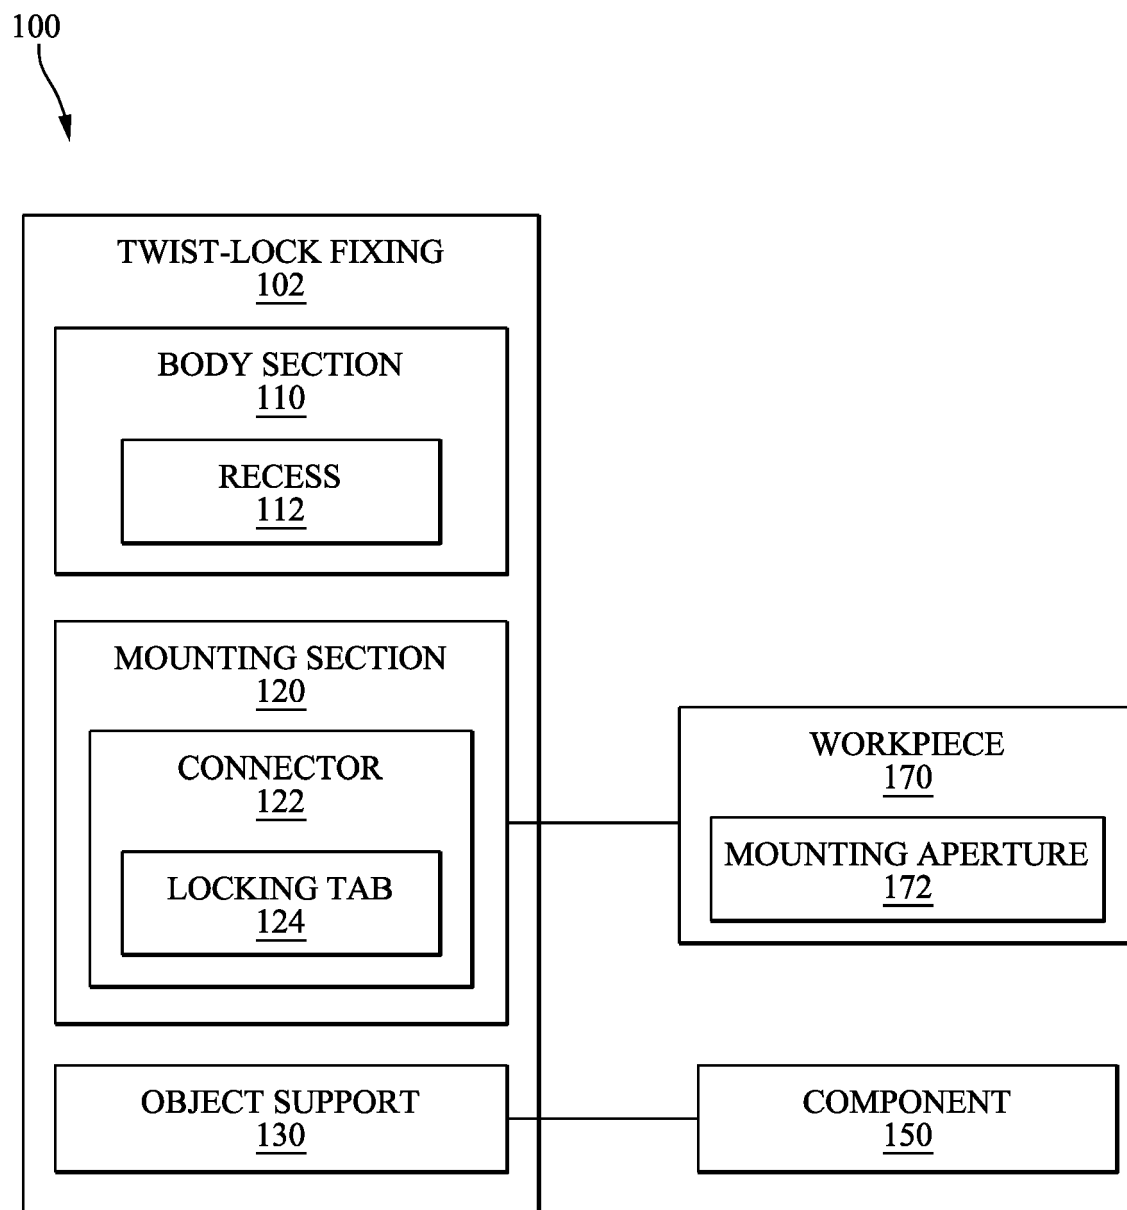 100
TWIST-LOCK FIXING
102
BODY SECTION
110
RECESS
112
MOUNTING SECTION
120
CONNECTOR
122
LOCKING TAB
124
WORKPIECE
170
MOUNTING APERTURE
172
OBJECT SUPPORT
130
COMPONENT
150